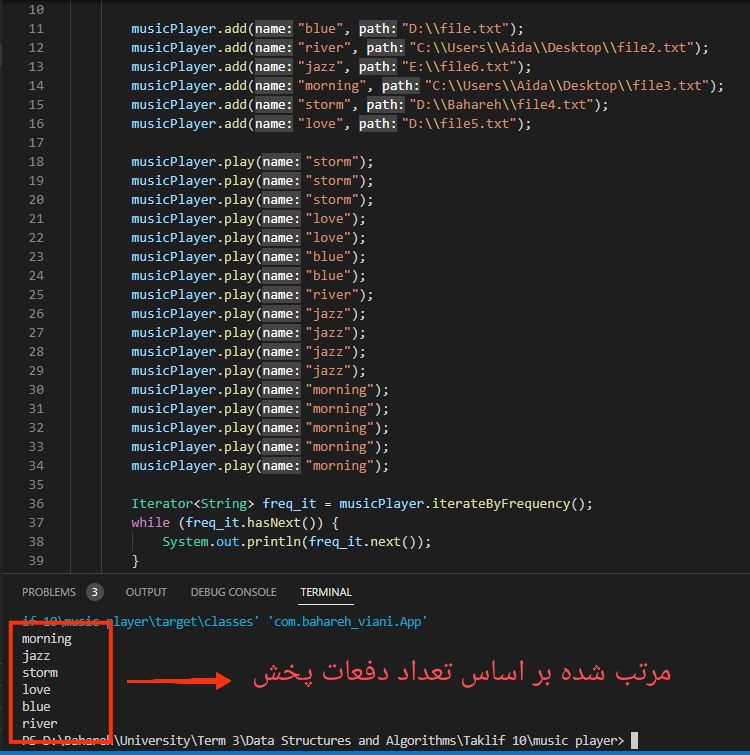 10
11 musicPlayer.add(name: "blue", path: "D:\\file.txt");
12 musicPlayer.add(name: "river", path: "C:\\Users\\Aida\\Desktop\\file2.txt");
13 musicPlayer.add(name: "jazz", path: "E:\\file6.txt");
14 musicPlayer.add(name: "morning", path: "C:\\Users\\Aida\\Desktop\\file3.txt");
15 musicPlayer.add(name: "storm", path: "D:\\Bahareh\\file4.txt");
16 musicPlayer.add(name: "love", path: "D:\\file5.txt");
17
18 musicPlayer.play(name: "storm");
19 musicPlayer.play(name: "storm");
20 musicPlayer.play(name: "storm");
21 musicPlayer.play(name: "love");
22 musicPlayer.play(name: "love");
23 musicPlayer.play(name: "blue");
24 musicPlayer.play(name: "blue");
25 musicPlayer.play(name: "river");
26 musicPlayer.play(name: "jazz");
27 musicPlayer.play(name: "jazz");
28 musicPlayer.play(name: "jazz");
29 musicPlayer.play(name: "jazz");
30 musicPlayer.play(name: "morning");
31 musicPlayer.play(name: "morning");
32 musicPlayer.play(name: "morning");
33 musicPlayer.play(name: "morning");
34 musicPlayer.play(name: "morning");
35
36 Iterator<String> freq_it = musicPlayer.iterateByFrequency();
37 while (freq_it.hasNext()) {
38 System.out.println(freq_it.next());
39 }
PROBLEMS 3 OUTPUT DEBUG CONSOLE TERMINAL
if 10\music player\target\classes' 'com.bahareh_viani.App'
morning
jazz
storm
love
blue
river
مرتب شده بر اساس تعداد دفعات پخش
PS D:\Bahareh\University\Term 3\Data Structures and Algorithms\Taklif 10\music player>